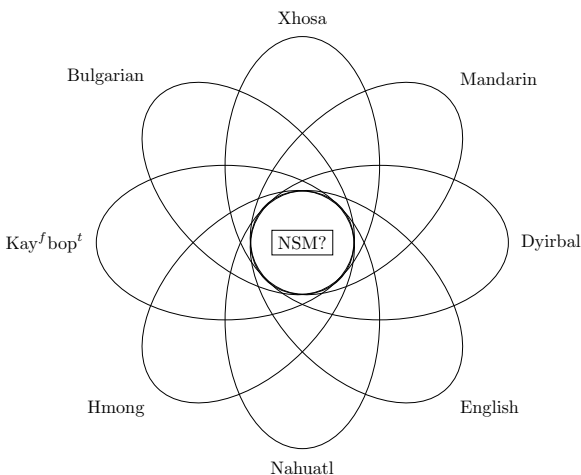 Xhosa
Bulgarian
Mandarin
Kay^f bop^t
NSM?
Dyirbal
Hmong
English
Nahuatl